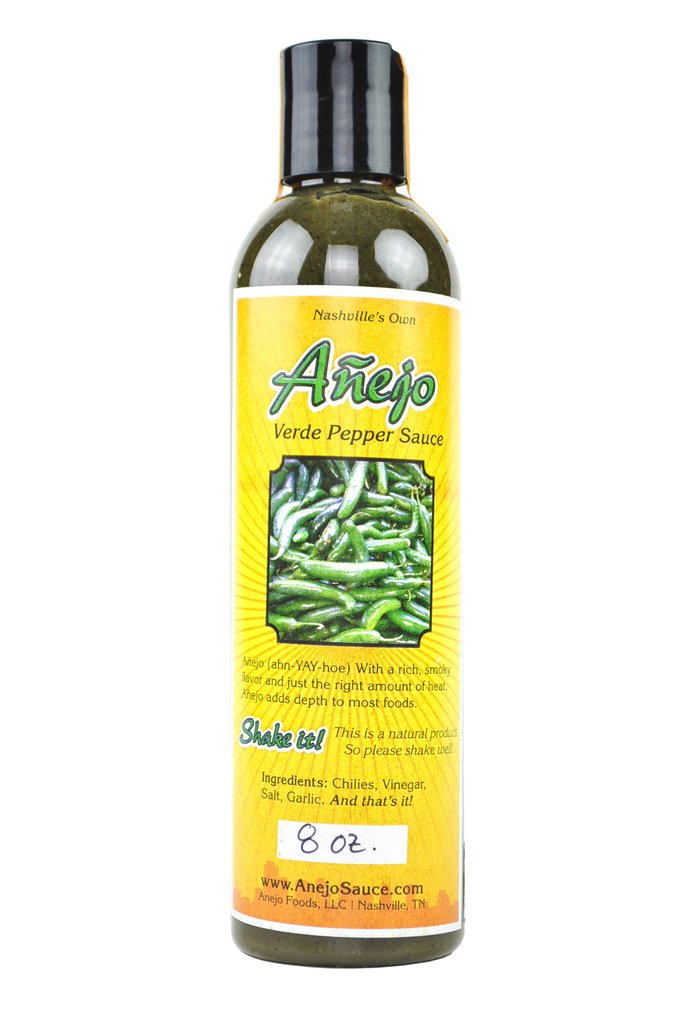 Nashville's Own
Añejo
Verde Pepper Sauce
Añejo (ahn-YAY-hoe) With a rich, smoky
flavor and just the right amount of heat,
Añejo adds depth to most foods.
Shake it! This is a natural product.
So please shake well.
Ingredients: Chilies, Vinegar,
Salt, Garlic. And that's it!
8 oz.
www.AnejoSauce.com
Anejo Foods, LLC | Nashville, TN